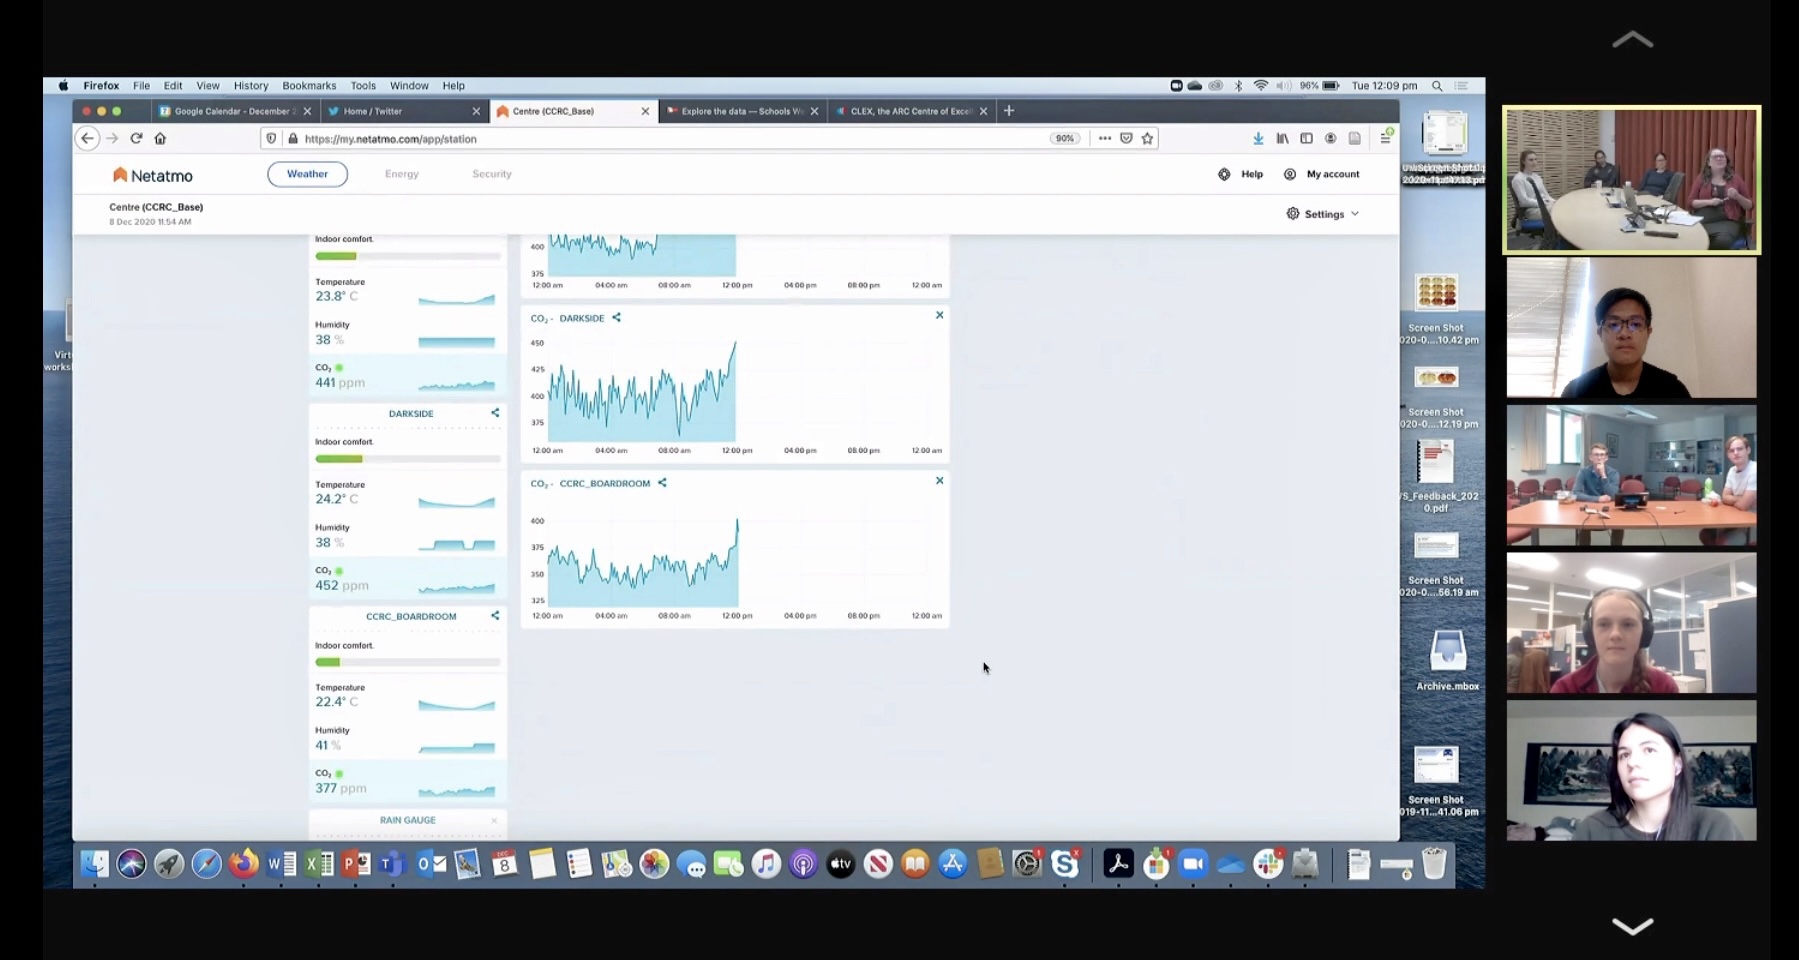 Firefox File Edit View History Bookmarks Tools Window Help
96% Tue 12:09 pm
Google Calendar - December 2
Home / Twitter
Centre (CCRC_Base)
Explore the data — Schools W
CLEX, the ARC Centre of Excel
https://my.netatmo.com/app/station
90%
Netatmo
Weather
Energy
Security
Help
My account
Centre (CCRC_Base)
8 Dec 2020 11:54 AM
Settings
Indoor comfort
Temperature
23.8° C
Humidity
38 %
CO₂
441 ppm
DARKSIDE
Indoor comfort
Temperature
24.2° C
Humidity
38 %
CO₂
452 ppm
CCRC_BOARDROOM
Indoor comfort
Temperature
22.4° C
Humidity
41 %
CO₂
377 ppm
RAIN GAUGE
400
375
12:00 am 04:00 am 08:00 am 12:00 pm 04:00 pm 08:00 pm 12:00 am
CO₂ - DARKSIDE
450
425
400
375
12:00 am 04:00 am 08:00 am 12:00 pm 04:00 pm 08:00 pm 12:00 am
CO₂ - CCRC_BOARDROOM
400
375
350
325
12:00 am 04:00 am 08:00 am 12:00 pm 04:00 pm 08:00 pm 12:00 am
Virtu
works
Screen Shot
020-0....10.42 pm
Screen Shot
020-0....12.19 pm
/S_Feedback_202
0.pdf
Screen Shot
020-0....56.19 am
Archive.mbox
Screen Shot
019-11...41.06 pm
DEC
8
tv